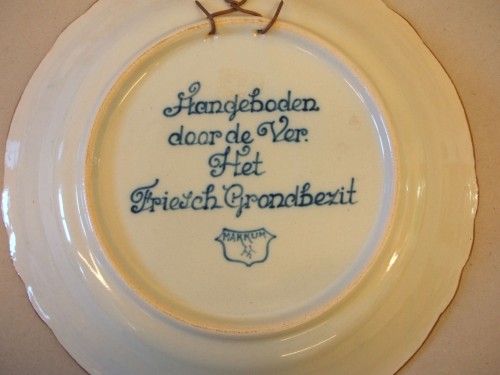 Aangeboden
door de Ver.
Het
Friesch Grondbezit
MAKKUM